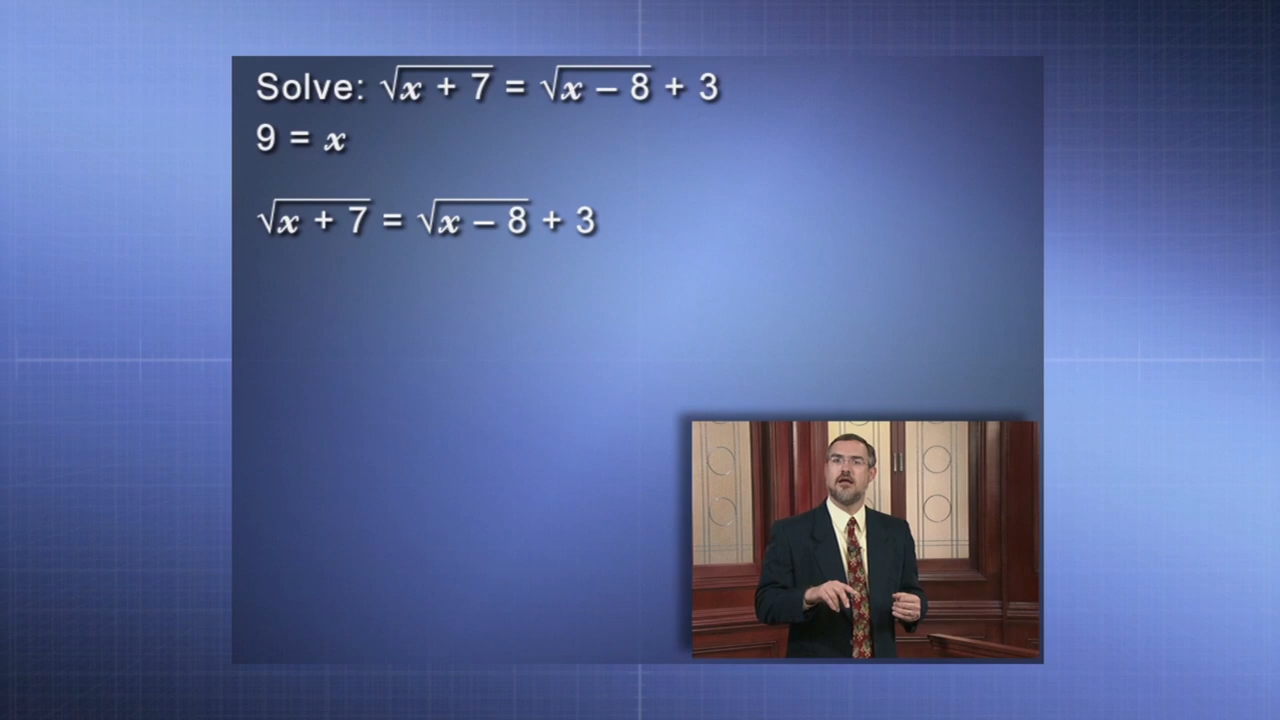 Solve: √x + 7 = √x – 8 + 3
9 = x
√x + 7 = √x – 8 + 3